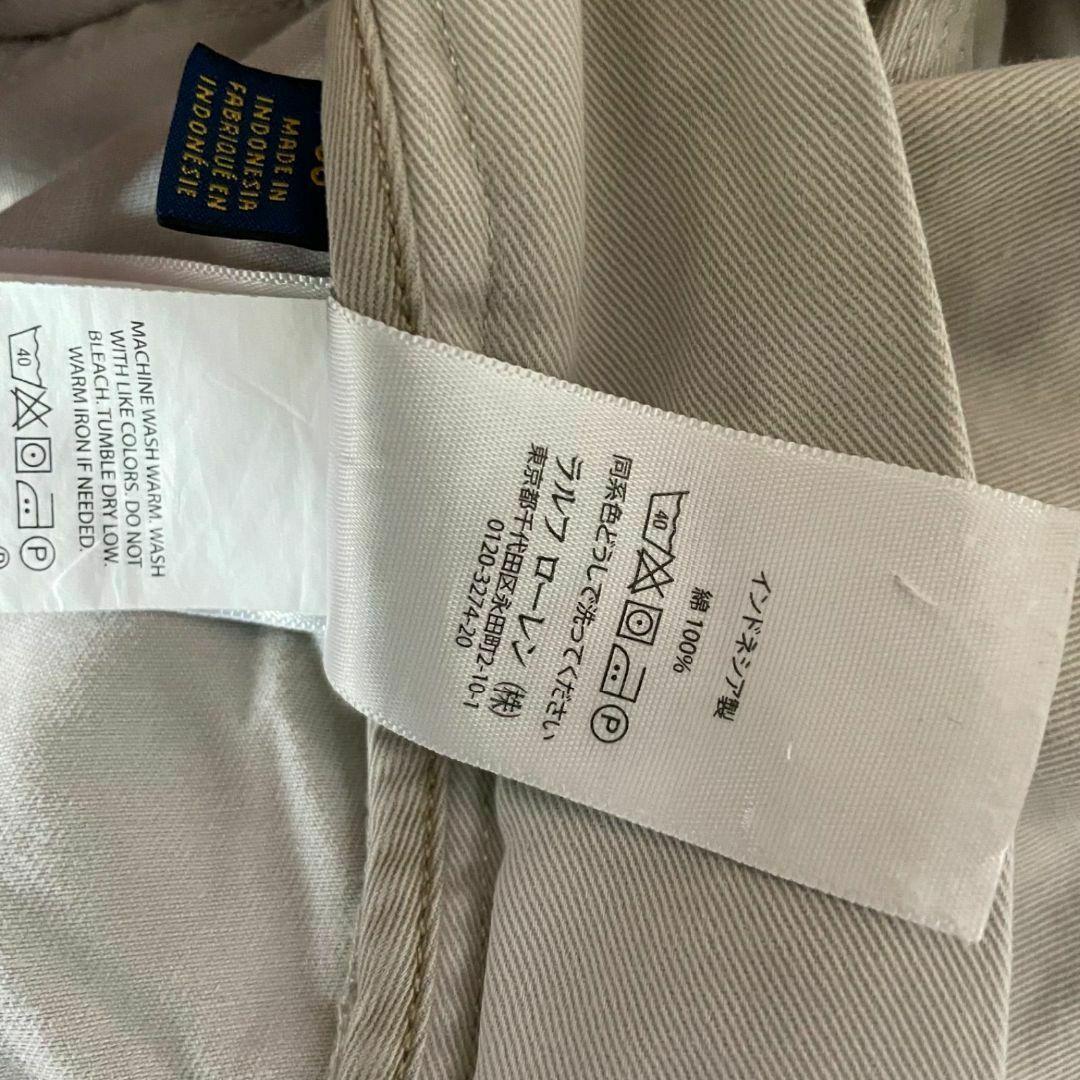 MADE IN
INDONESIA
FABRIQUÉ EN
INDONÉSIE
MACHINE WASH WARM. WASH
WITH LIKE COLORS. DO NOT
BLEACH. TUMBLE DRY LOW.
WARM IRON IF NEEDED.
40 P
インドネシア製
綿 100%
40 P
同系色どうしで洗ってください
ラルフ ローレン (株)
東京都千代田区永田町2-10-1
0120-3274-20